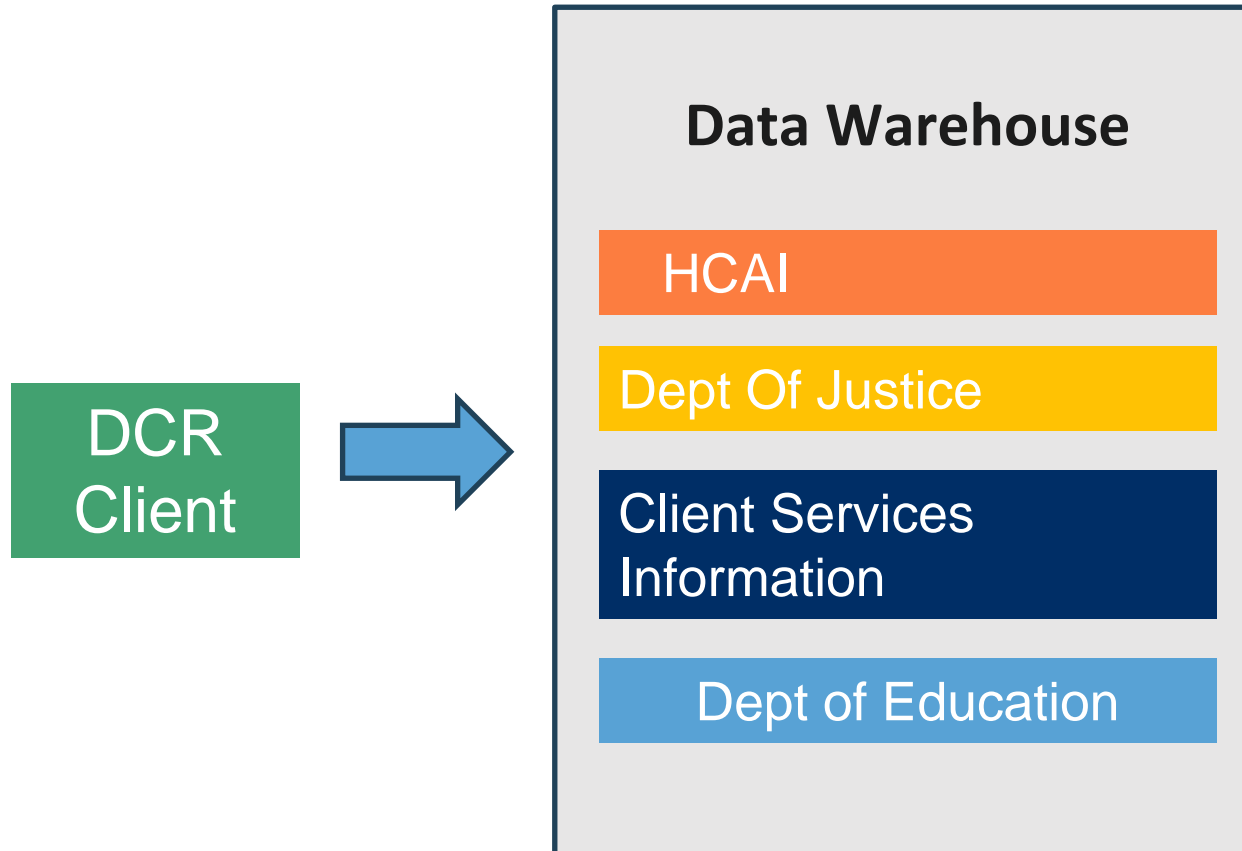 Data Warehouse
HCAI
Dept Of Justice
DCR
Client
Client Services
Information
Dept of Education